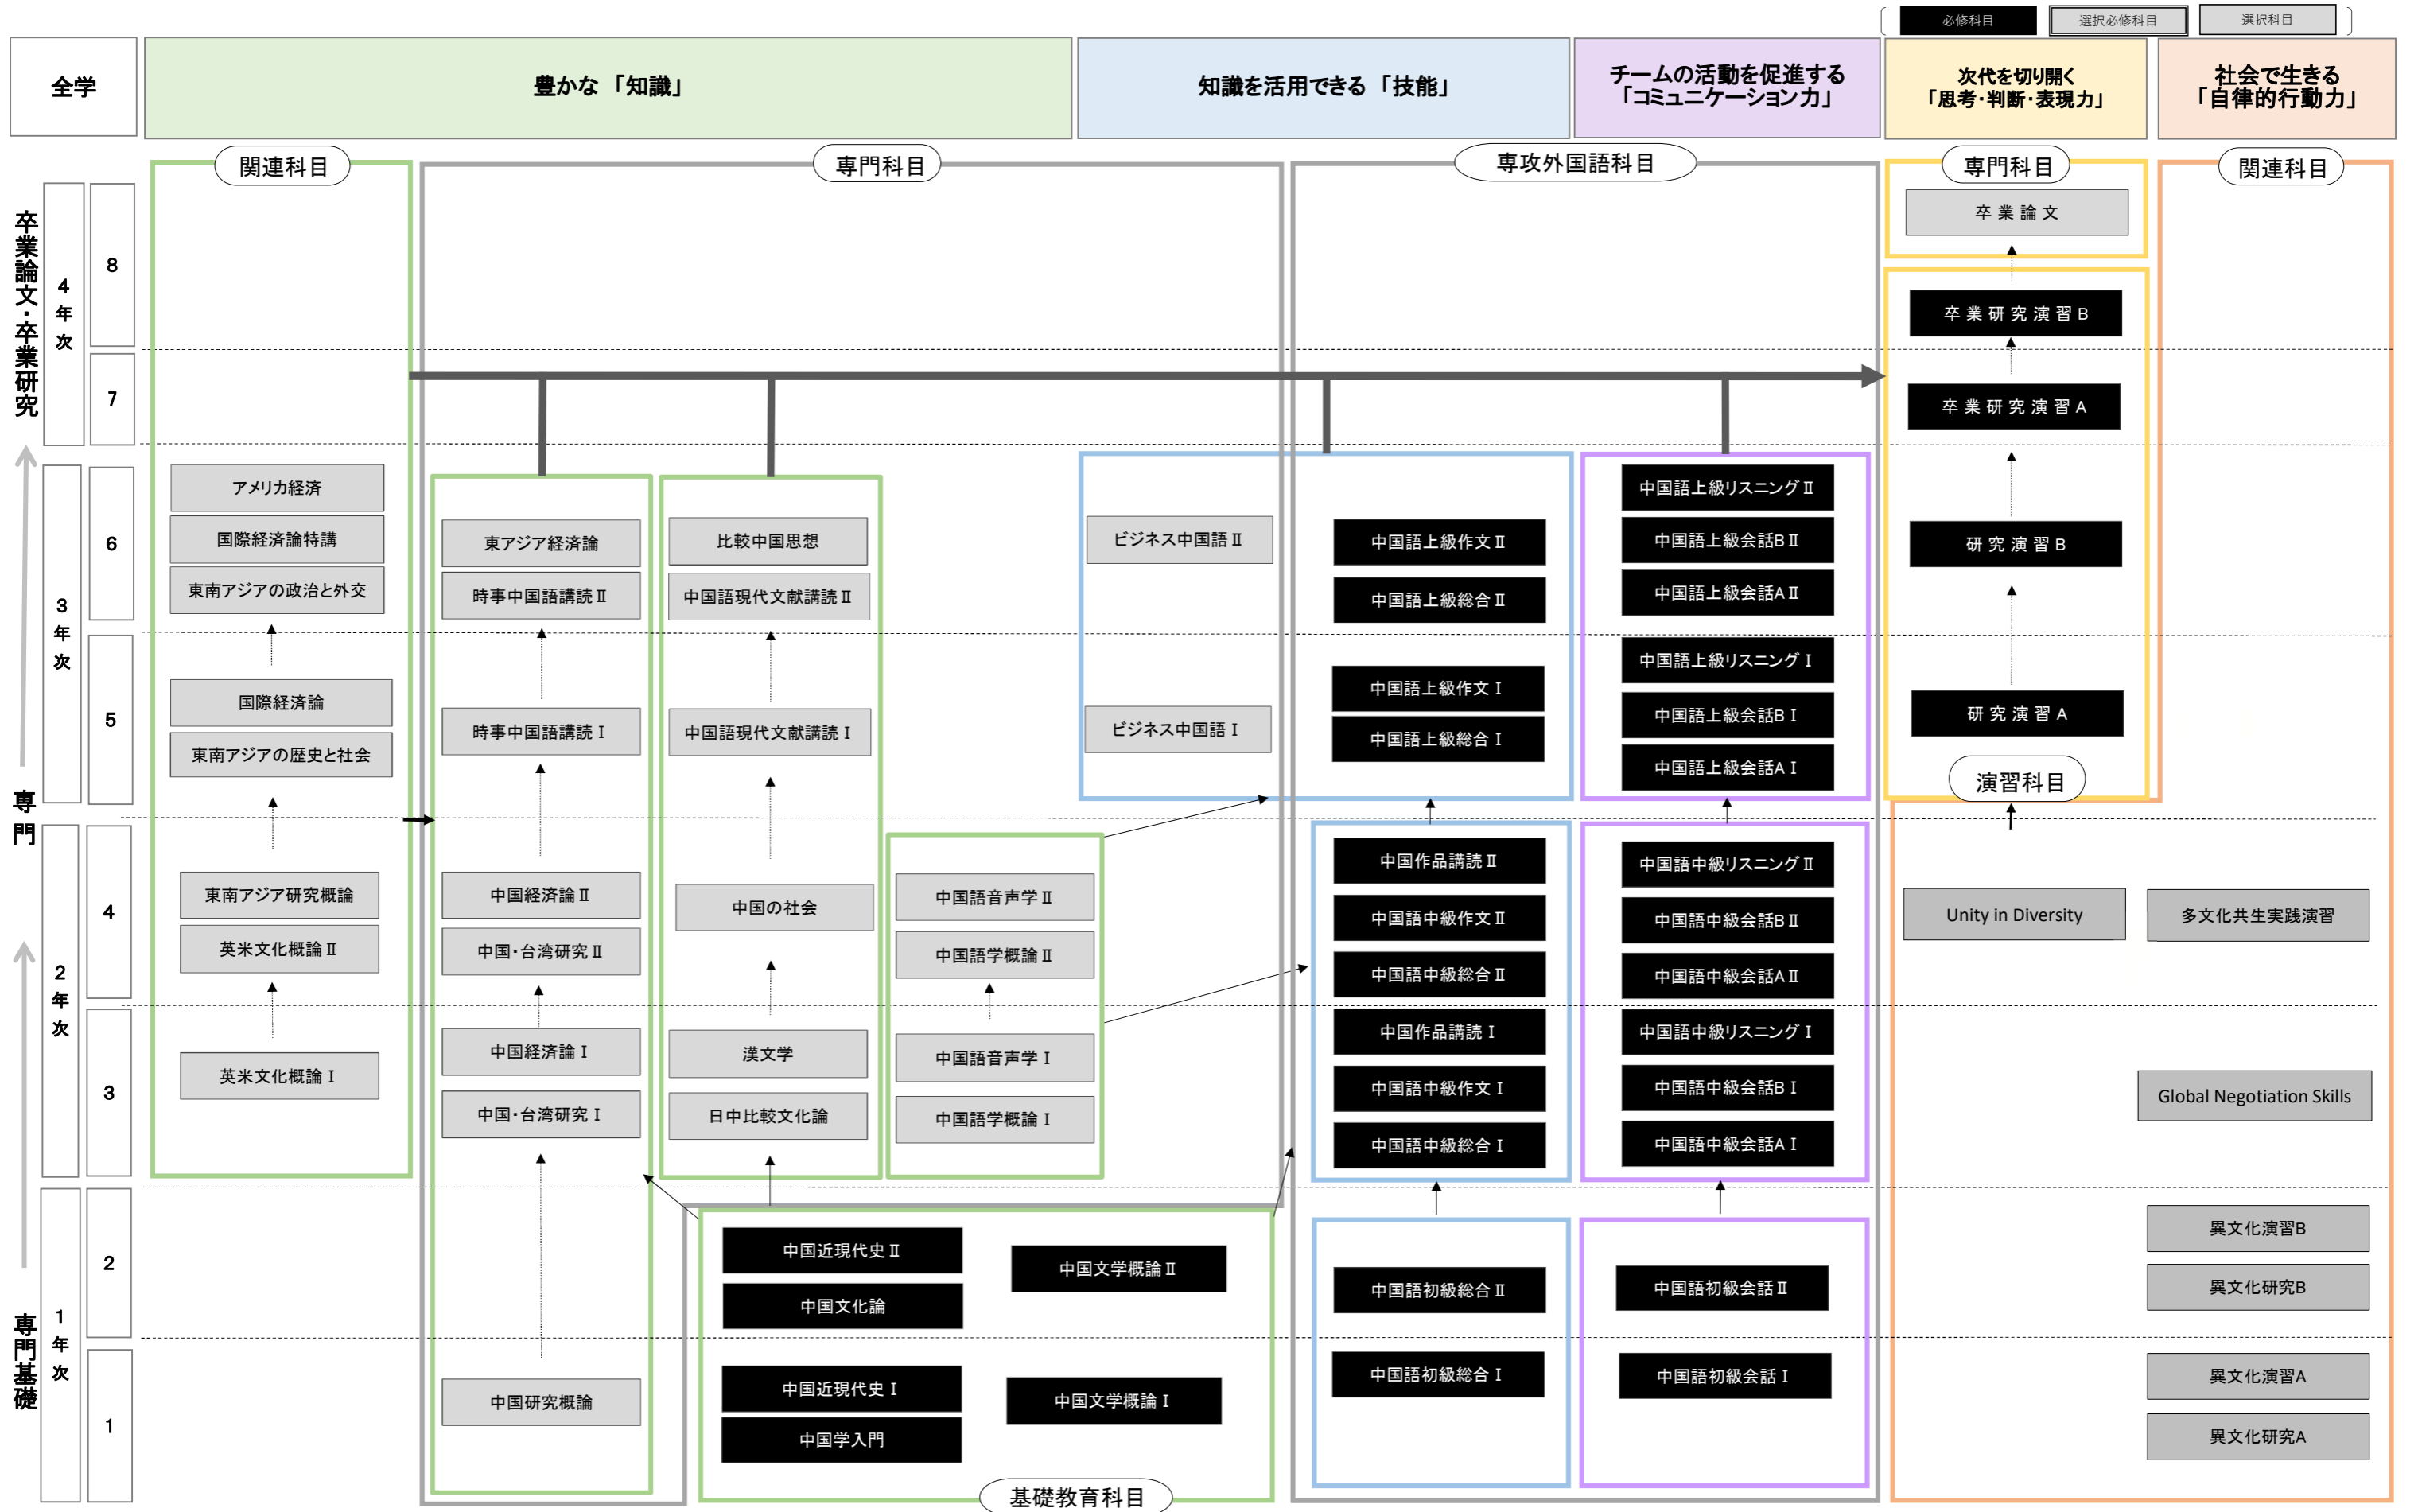 必修科目
選択必修科目
選択科目
全学
豊かな「知識」
知識を活用できる「技能」
チームの活動を促進する
「コミュニケーション力」
次代を切り開く
「思考・判断・表現力」
社会で生きる
「自律的行動力」
関連科目
専門科目
専攻外国語科目
専門科目
関連科目
卒業論文・卒業研究
4年次
8
7
卒業論文
卒業研究演習B
卒業研究演習A
専門
3年次
6
アメリカ経済
国際経済論特講
東南アジアの政治と外交
東アジア経済論
時事中国語講読Ⅱ
比較中国思想
中国語現代文献講読Ⅱ
ビジネス中国語Ⅱ
中国語上級作文Ⅱ
中国語上級総合Ⅱ
中国語上級リスニングⅡ
中国語上級会話BⅡ
中国語上級会話AⅡ
研究演習B
5
国際経済論
東南アジアの歴史と社会
時事中国語講読Ⅰ
中国語現代文献講読Ⅰ
ビジネス中国語Ⅰ
中国語上級作文Ⅰ
中国語上級総合Ⅰ
中国語上級リスニングⅠ
中国語上級会話BⅠ
中国語上級会話AⅠ
研究演習A
演習科目
2年次
4
東南アジア研究概論
英米文化概論Ⅱ
中国経済論Ⅱ
中国・台湾研究Ⅱ
中国の社会
中国語音声学Ⅱ
中国語学概論Ⅱ
中国作品講読Ⅱ
中国語中級作文Ⅱ
中国語中級総合Ⅱ
中国語中級リスニングⅡ
中国語中級会話BⅡ
中国語中級会話AⅡ
Unity in Diversity
多文化共生実践演習
3
英米文化概論Ⅰ
中国経済論Ⅰ
中国・台湾研究Ⅰ
漢文学
日中比較文化論
中国語音声学Ⅰ
中国語学概論Ⅰ
中国作品講読Ⅰ
中国語中級作文Ⅰ
中国語中級総合Ⅰ
中国語中級リスニングⅠ
中国語中級会話BⅠ
中国語中級会話AⅠ
Global Negotiation Skills
専門基礎
1年次
2
中国近現代史Ⅱ
中国文化論
中国文学概論Ⅱ
中国語初級総合Ⅱ
中国語初級会話Ⅱ
異文化演習B
異文化研究B
1
中国研究概論
中国近現代史Ⅰ
中国学入門
中国文学概論Ⅰ
中国語初級総合Ⅰ
中国語初級会話Ⅰ
異文化演習A
異文化研究A
基礎教育科目